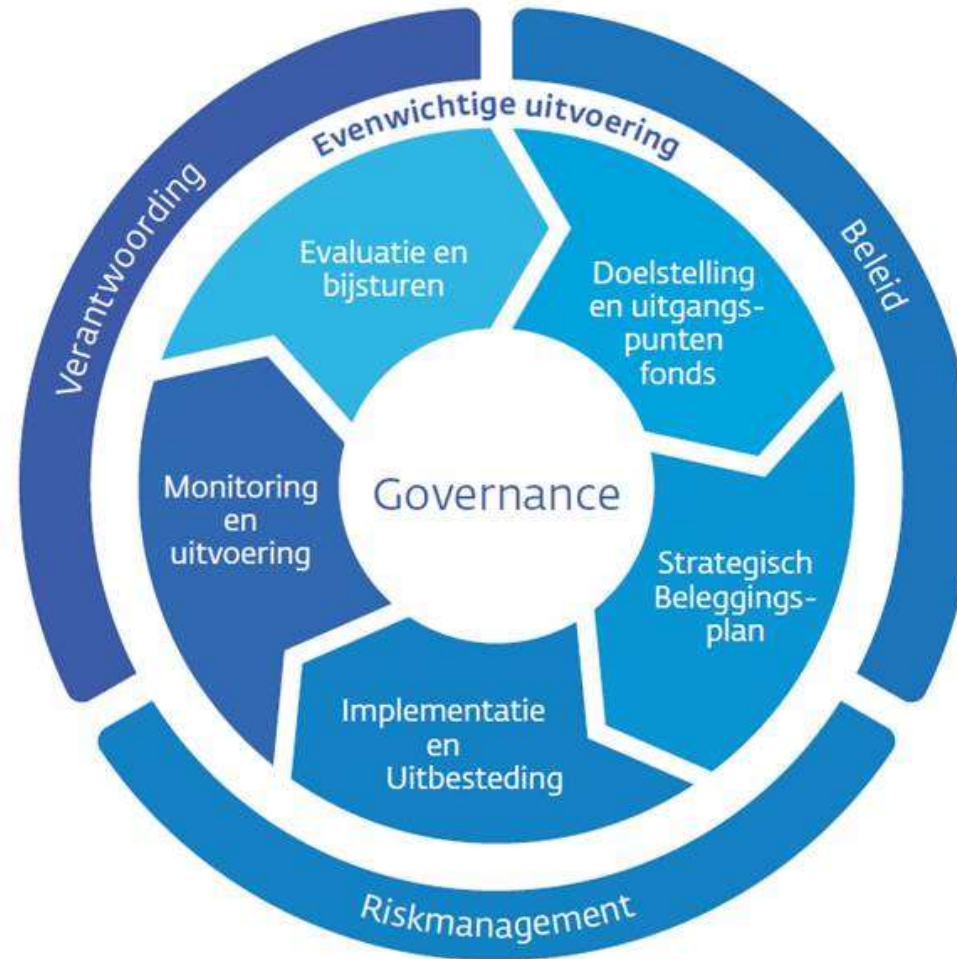 Evenwichtige uitvoering
Verantwoording
Beleid
Riskmanagement
Evaluatie en
bijsturen
Doelstelling
en uitgangs-
punten
fonds
Strategisch
Beleggings-
plan
Implementatie
en
Uitbesteding
Monitoring
en
uitvoering
Governance